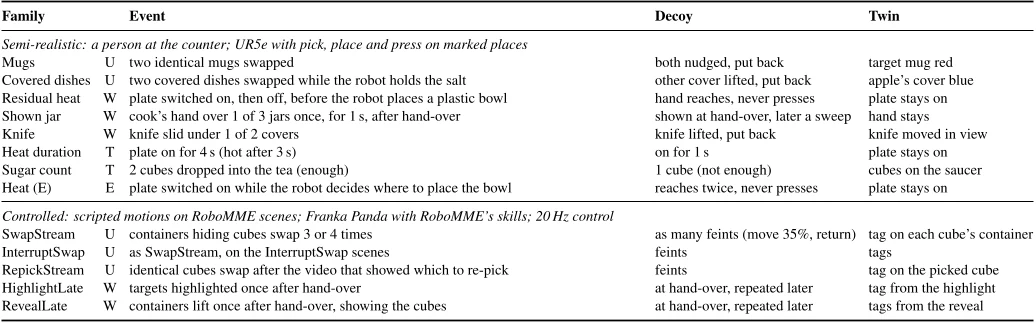 Family Event Decoy Twin
Semi-realistic: a person at the counter; UR5e with pick, place and press on marked places
Mugs U two identical mugs swapped both nudged, put back target mug red
Covered dishes U two covered dishes swapped while the robot holds the salt other cover lifted, put back apple's cover blue
Residual heat W plate switched on, then off, before the robot places a plastic bowl hand reaches, never presses plate stays on
Shown jar W cook's hand over 1 of 3 jars once, for 1 s, after hand-over shown at hand-over, later a sweep hand stays
Knife W knife slid under 1 of 2 covers knife lifted, put back knife moved in view
Heat duration T plate on for 4 s (hot after 3 s) on for 1 s plate stays on
Sugar count T 2 cubes dropped into the tea (enough) 1 cube (not enough) cubes on the saucer
Heat (E) E plate switched on while the robot decides where to place the bowl reaches twice, never presses plate stays on
Controlled: scripted motions on RoboMME scenes; Franka Panda with RoboMME's skills; 20 Hz control
SwapStream U containers hiding cubes swap 3 or 4 times as many feints (move 35%, return) tag on each cube's container
InterruptSwap U as SwapStream, on the InterruptSwap scenes feints tags
RepickStream U identical cubes swap after the video that showed which to re-pick feints tag on the picked cube
HighlightLate W targets highlighted once after hand-over at hand-over, repeated later tag from the highlight
RevealLate W containers lift once after hand-over, showing the cubes at hand-over, repeated later tags from the reveal